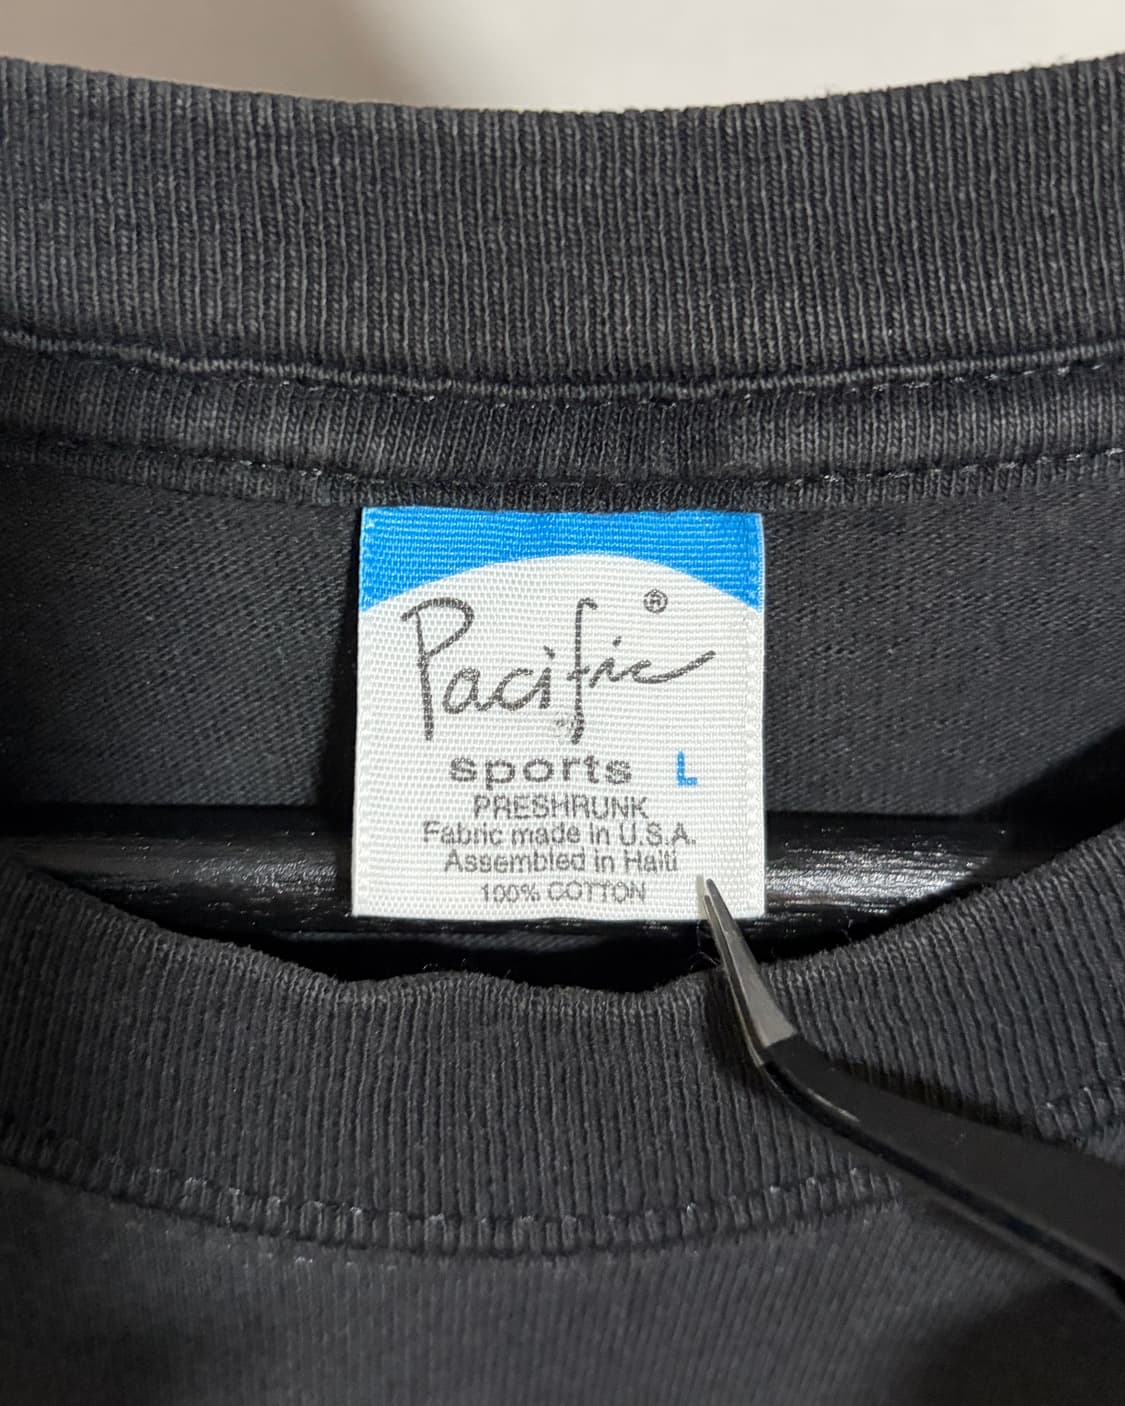 Pacific ®
sports L
PRESHRUNK
Fabric made in U.S.A.
Assembled in Haiti
100% COTTON